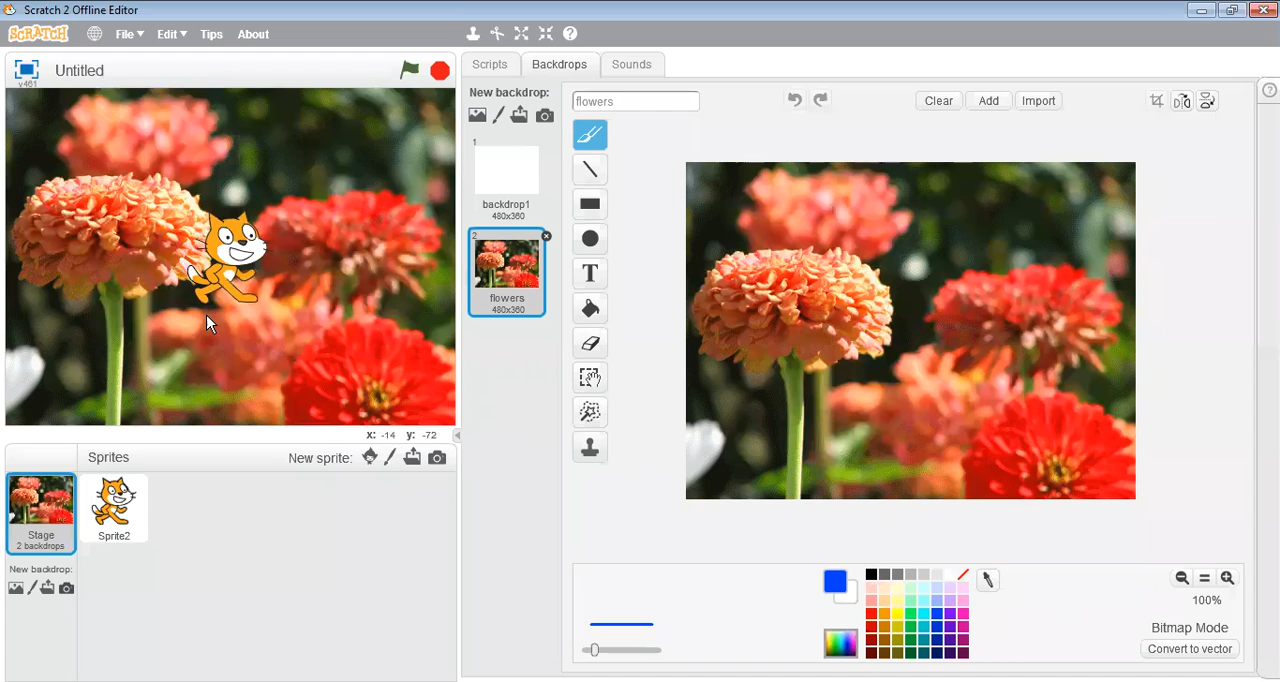 Scratch 2 Offline Editor
SCRATCH File Edit Tips About
Untitled
v461
Scripts Backdrops Sounds
New backdrop:
1
backdrop1
480x360
2
flowers
480x360
flowers
Clear Add Import
T
x: -14 y: -72
Sprites New sprite:
Stage
2 backdrops
New backdrop:
Sprite2
100%
Bitmap Mode
Convert to vector